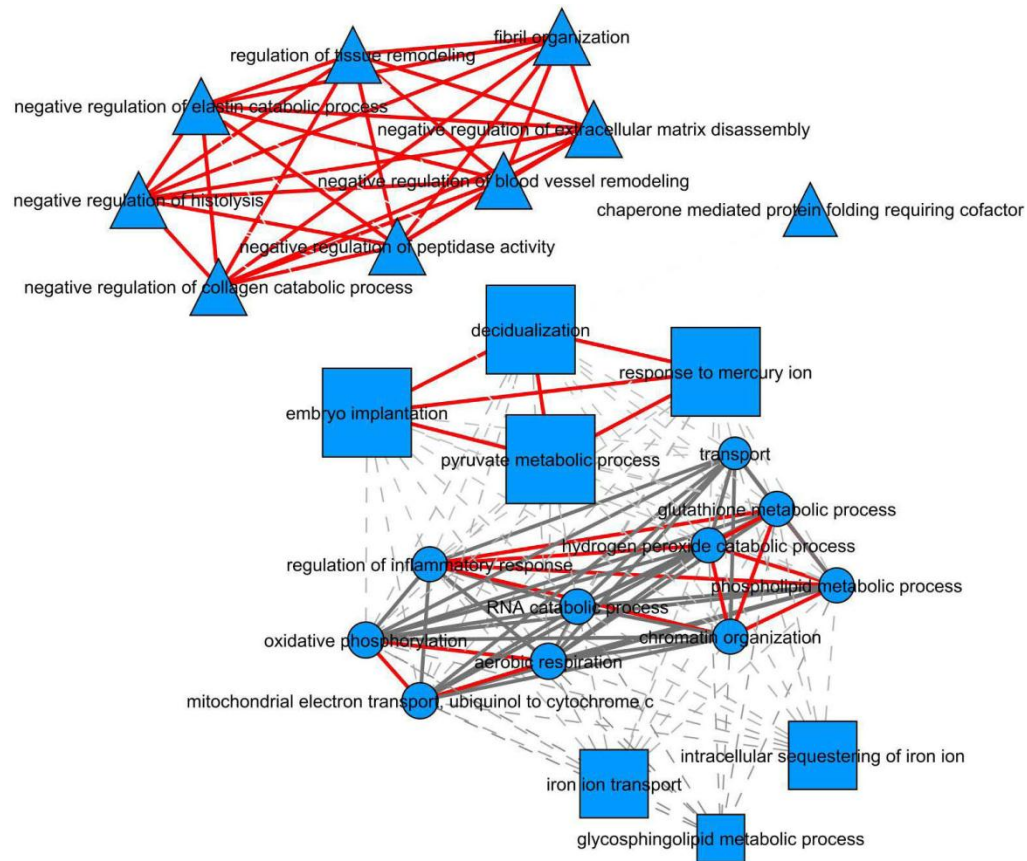 fibril organization
regulation of tissue remodeling
negative regulation of elastin catabolic process
negative regulation of extracellular matrix disassembly
negative regulation of blood vessel remodeling
negative regulation of histolysis
chaperone mediated protein folding requiring cofactor
negative regulation of peptidase activity
negative regulation of collagen catabolic process
decidualization
response to mercury ion
embryo implantation
pyruvate metabolic process
transport
glutathione metabolic process
hydrogen peroxide catabolic process
regulation of inflammatory response
phospholipid metabolic process
RNA catabolic process
oxidative phosphorylation
chromatin organization
aerobic respiration
mitochondrial electron transport, ubiquinol to cytochrome c
intracellular sequestering of iron ion
iron ion transport
glycosphingolipid metabolic process